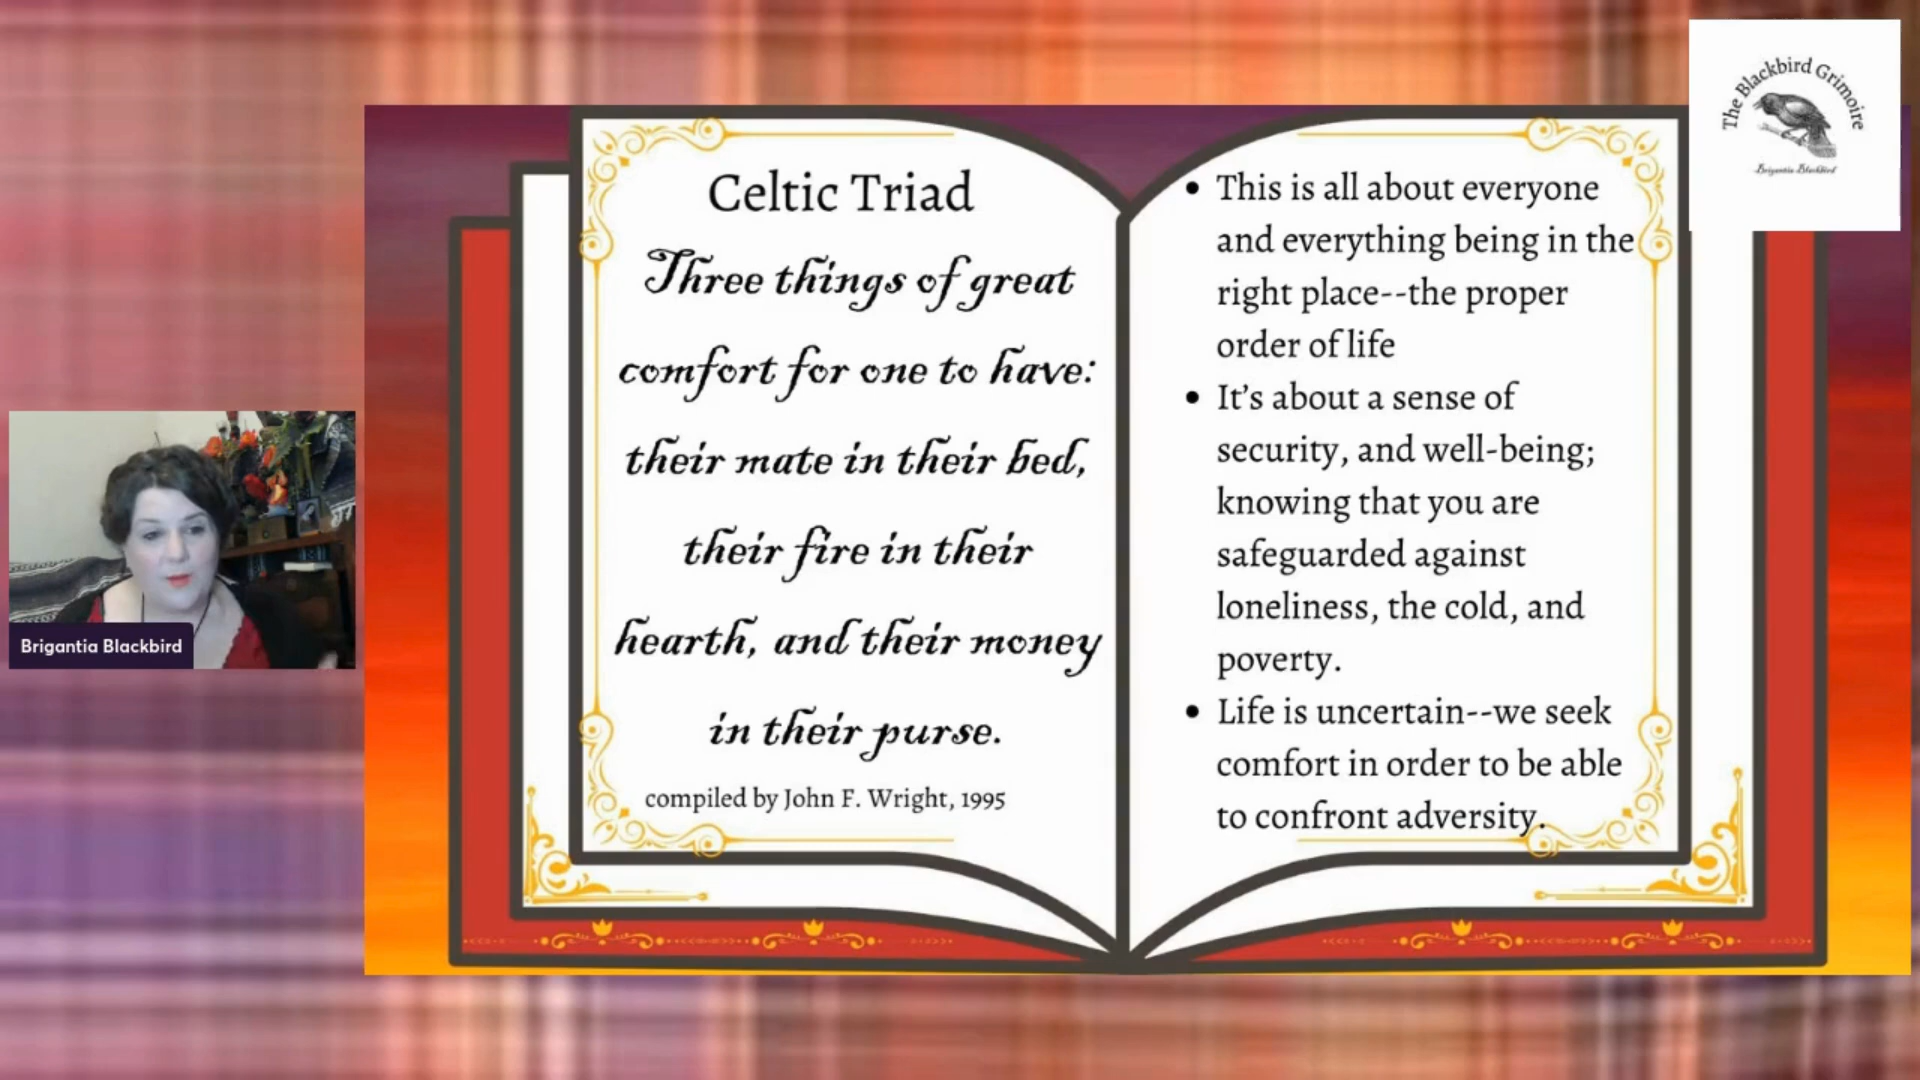 The Blackbird Grimoire
Brigantia Blackbird
Celtic Triad
Three things of great
comfort for one to have:
their mate in their bed,
their fire in their
hearth, and their money
in their purse.
compiled by John F. Wright, 1995
• This is all about everyone
and everything being in the
right place--the proper
order of life
• It’s about a sense of
security, and well-being;
knowing that you are
safeguarded against
loneliness, the cold, and
poverty.
• Life is uncertain--we seek
comfort in order to be able
to confront adversity.
Brigantia Blackbird